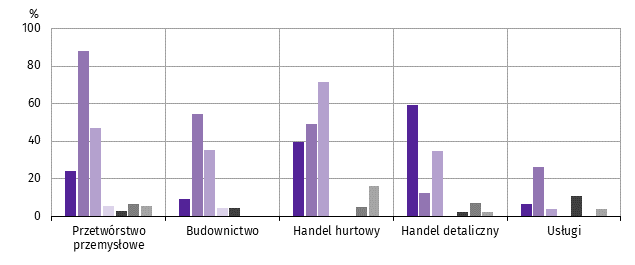 %
100
80
60
40
20
0
Przetwórstwo
przemysłowe
Budownictwo
Handel hurtowy
Handel detaliczny
Usługi